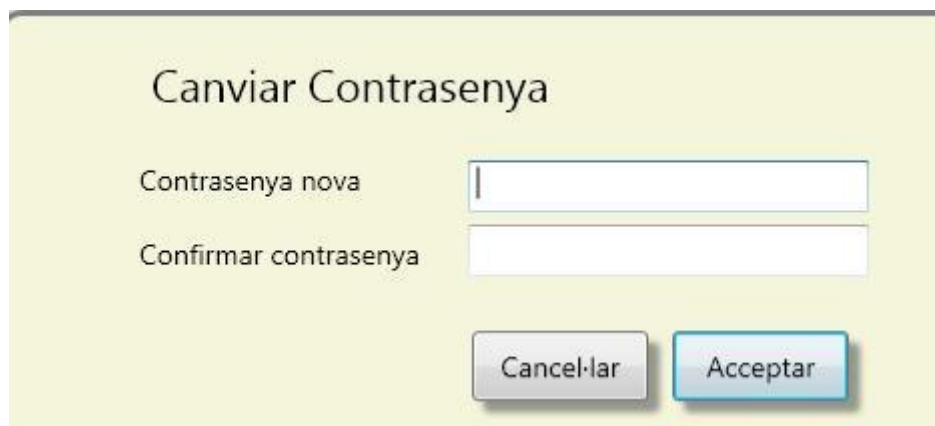 Canviar Contrasenya
Contrasenya nova
Confirmar contrasenya
Cancel·lar Acceptar